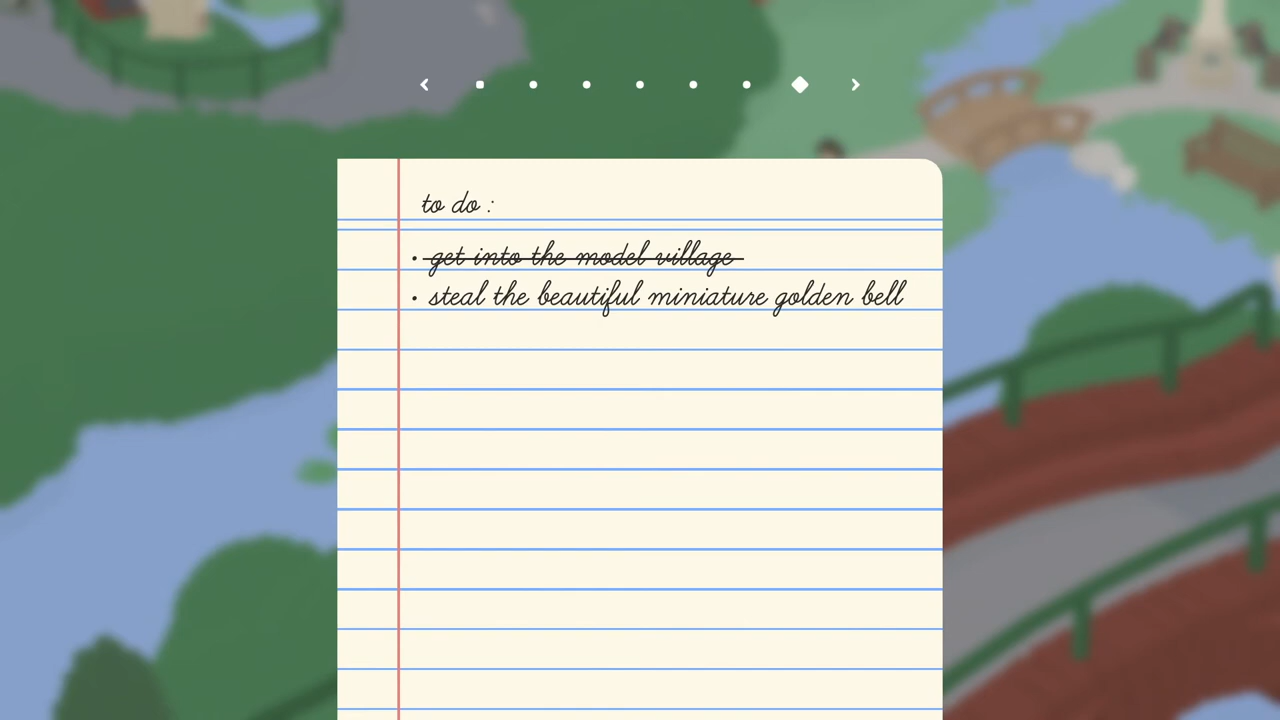 to do :
• get into the model village
• steal the beautiful miniature golden bell